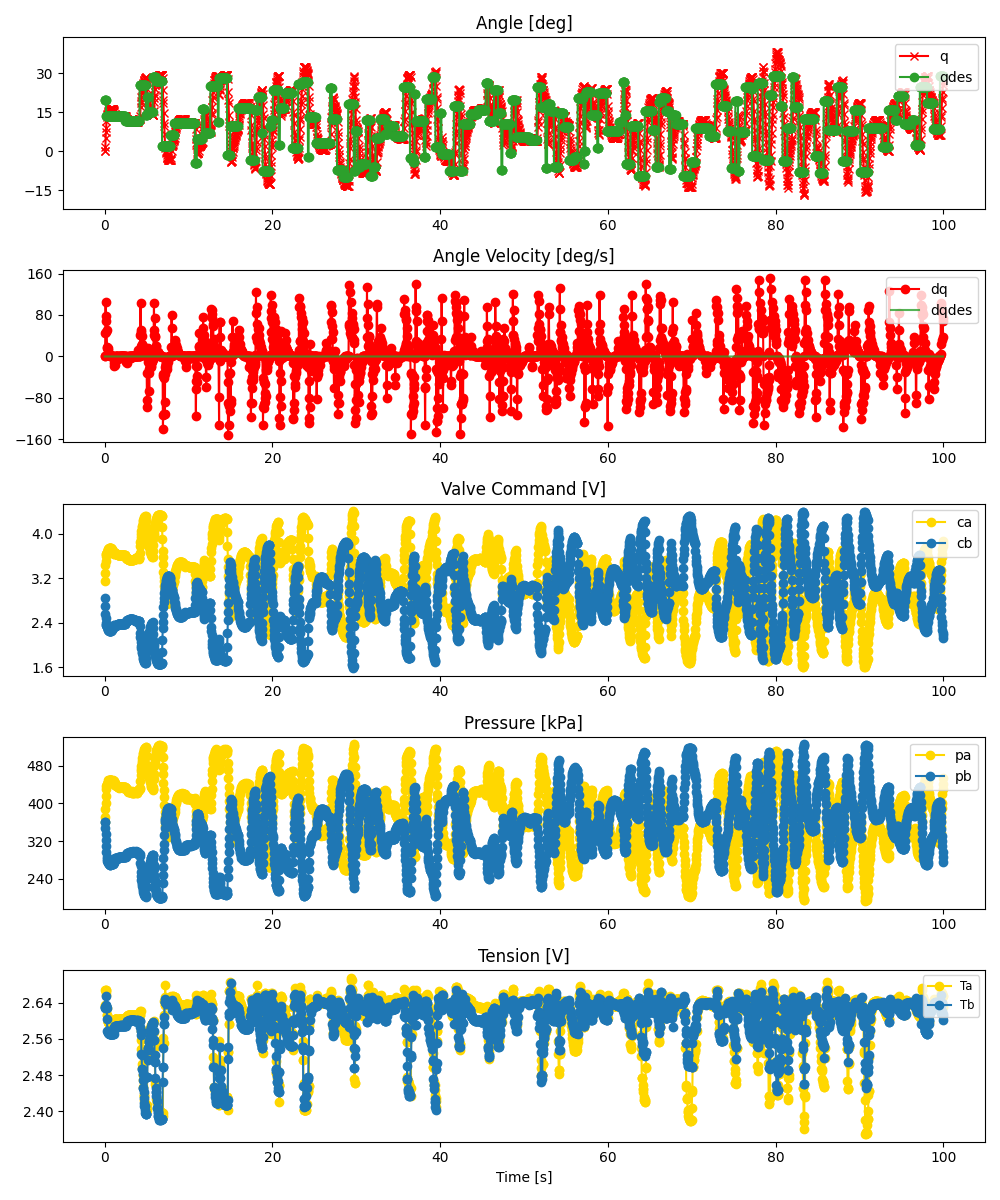 Angle [deg]
30
15
0
−15
q
qdes
0 20 40 60 80 100
Angle Velocity [deg/s]
160
80
0
−80
−160
dq
dqdes
0 20 40 60 80 100
Valve Command [V]
4.0
3.2
2.4
1.6
ca
cb
0 20 40 60 80 100
Pressure [kPa]
480
400
320
240
pa
pb
0 20 40 60 80 100
Tension [V]
2.64
2.56
2.48
2.40
Ta
Tb
0 20 40 60 80 100
Time [s]